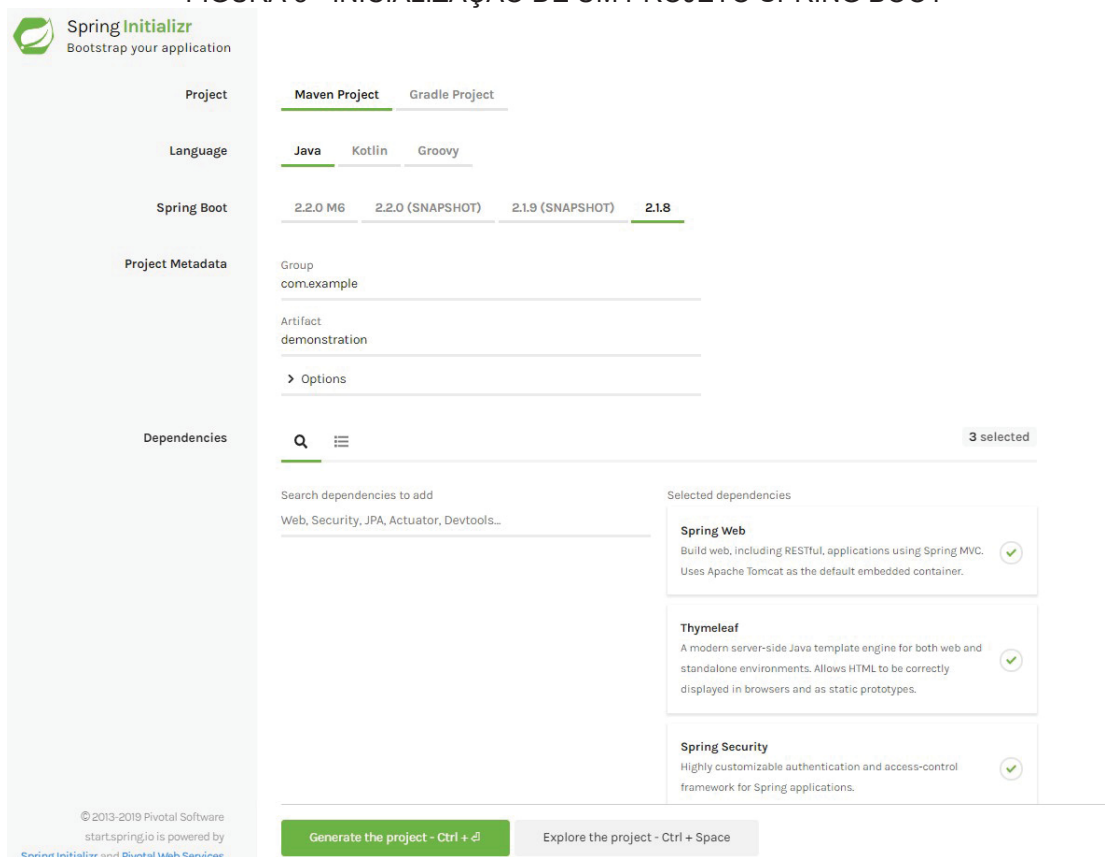 Spring Initializr
Bootstrap your application
Project
Maven Project Gradle Project
Language
Java Kotlin Groovy
Spring Boot
2.2.0 M6 2.2.0 (SNAPSHOT) 2.1.9 (SNAPSHOT) 2.1.8
Project Metadata
Group
com.example
Artifact
demonstration
Options
Dependencies
3 selected
Search dependencies to add
Web, Security, JPA, Actuator, Devtools...
Selected dependencies
Spring Web
Build web, including RESTful, applications using Spring MVC.
Uses Apache Tomcat as the default embedded container.
Thymeleaf
A modern server-side Java template engine for both web and
standalone environments. Allows HTML to be correctly
displayed in browsers and as static prototypes.
Spring Security
Highly customizable authentication and access-control
framework for Spring applications.
© 2013-2019 Pivotal Software
start.spring.io is powered by
Spring Initializr and Pivotal Web Services
Generate the project - Ctrl + ⏎
Explore the project - Ctrl + Space